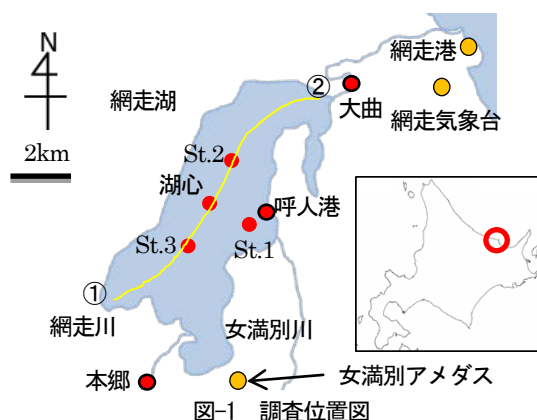 N
2km
網走湖
②
大曲
網走港
網走気象台
St.2
湖心
呼人港
St.1
St.3
①
網走川
女満別川
本郷
女満別アメダス
図-1 調査位置図